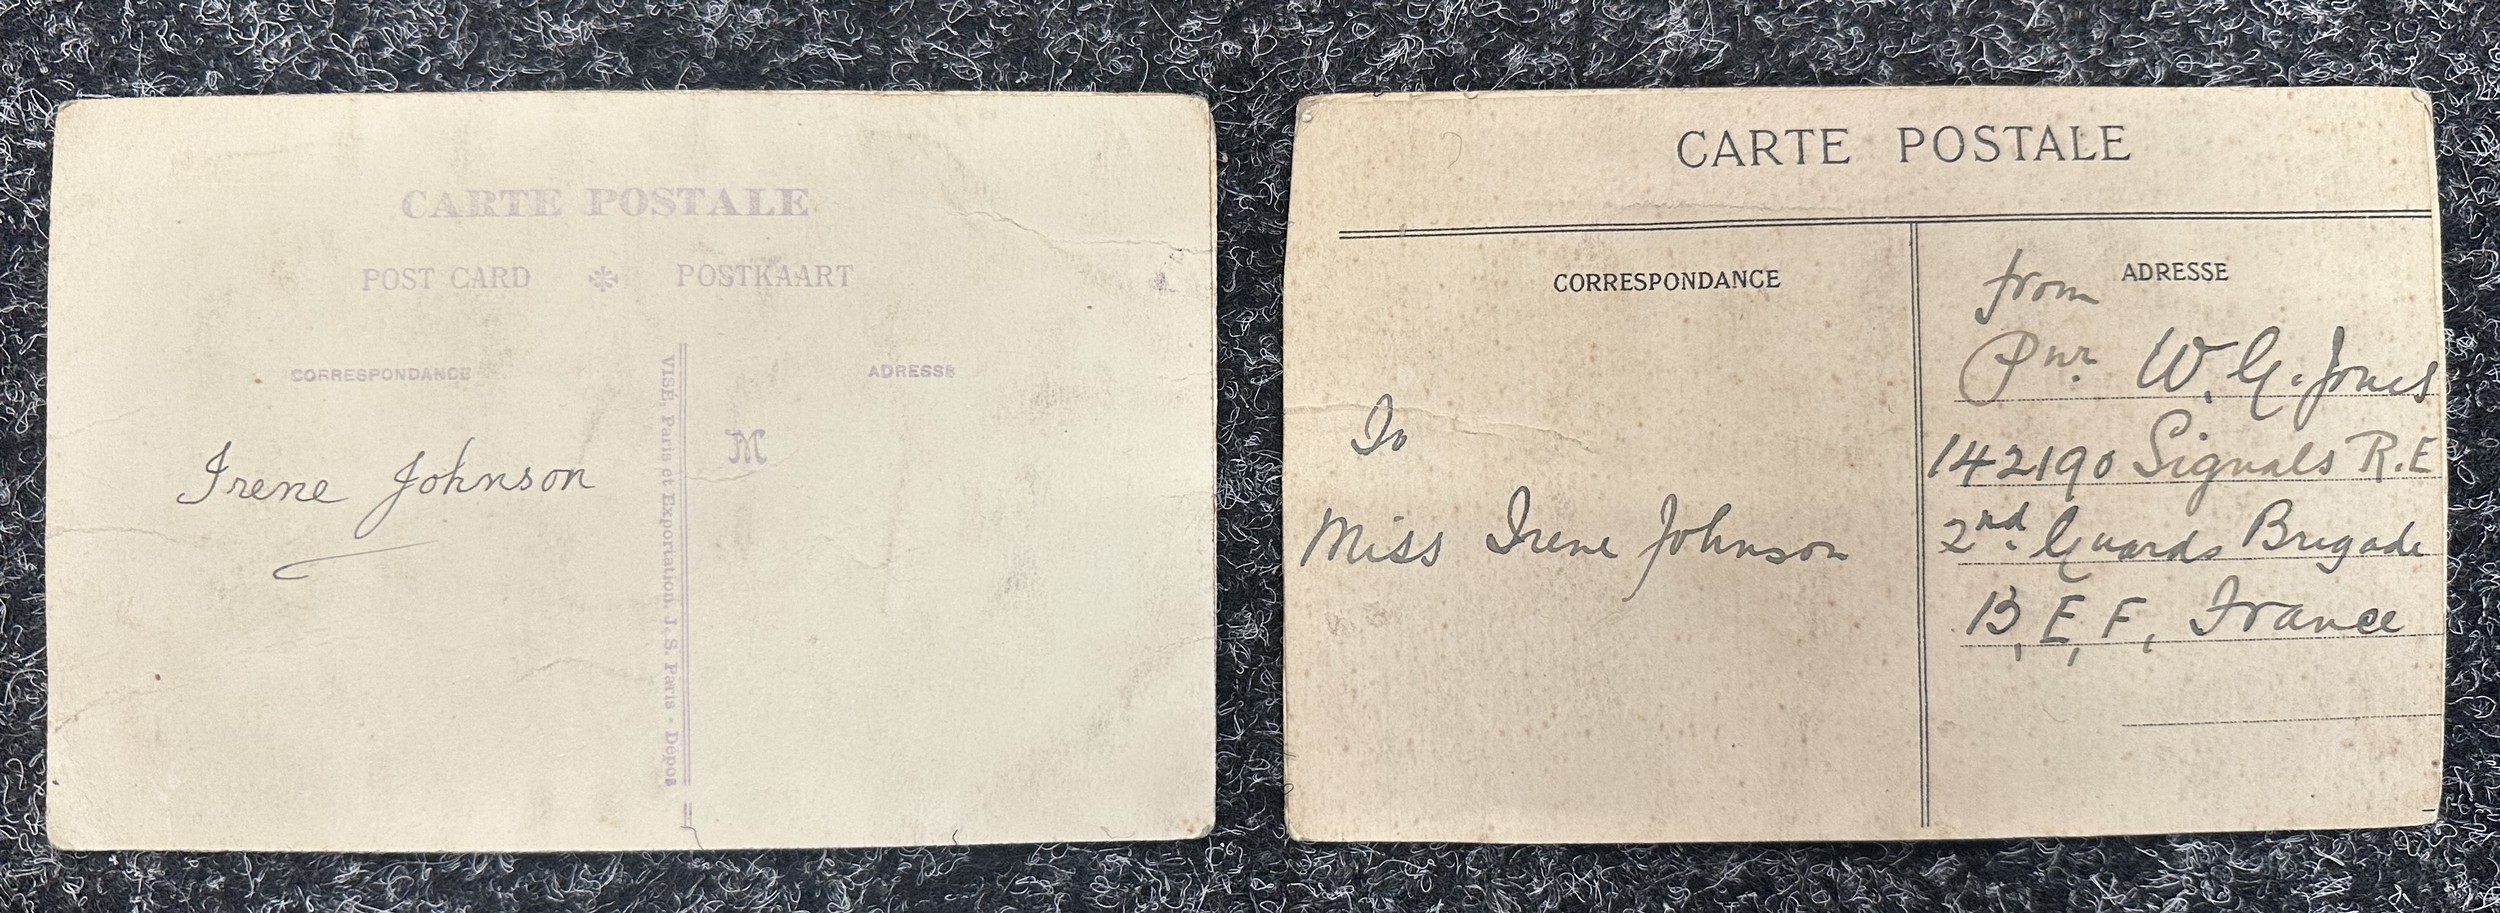 CARTE POSTALE
POST CARD * POSTKAART
CORRESPONDANCE
ADRESSE
Irene Johnson
M
VISÉ, Paris et Exportation. J. S. Paris - Déposé
CARTE POSTALE
CORRESPONDANCE
ADRESSE
To
Miss Irene Johnson
from
Pnr. W. G. Jones
142190 Signals R.E
2nd. Guards Brigade
B, E, F, France